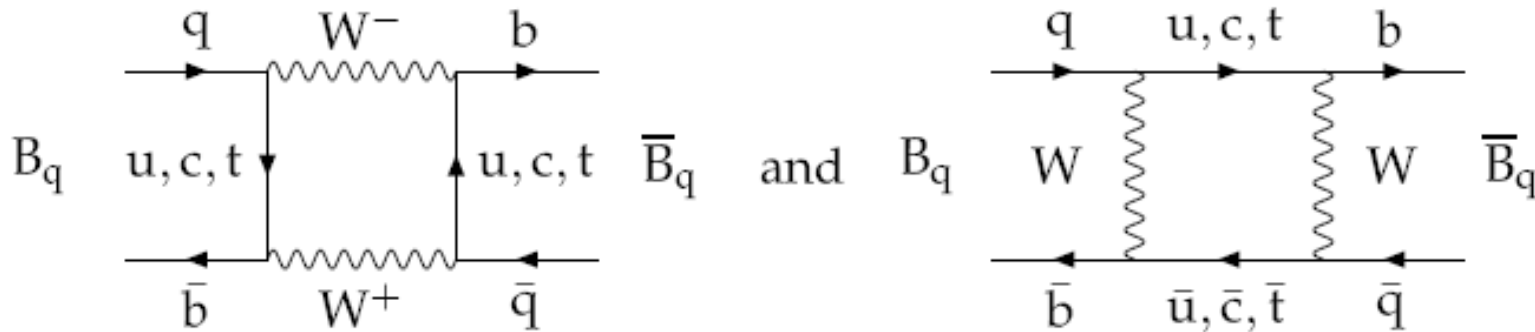 q W⁻ b q u, c, t b
B_q u, c, t u, c, t B̅_q and B_q W W B̅_q
b̄ W⁺ q̄ b̄ ū, c̄, t̄ q̄